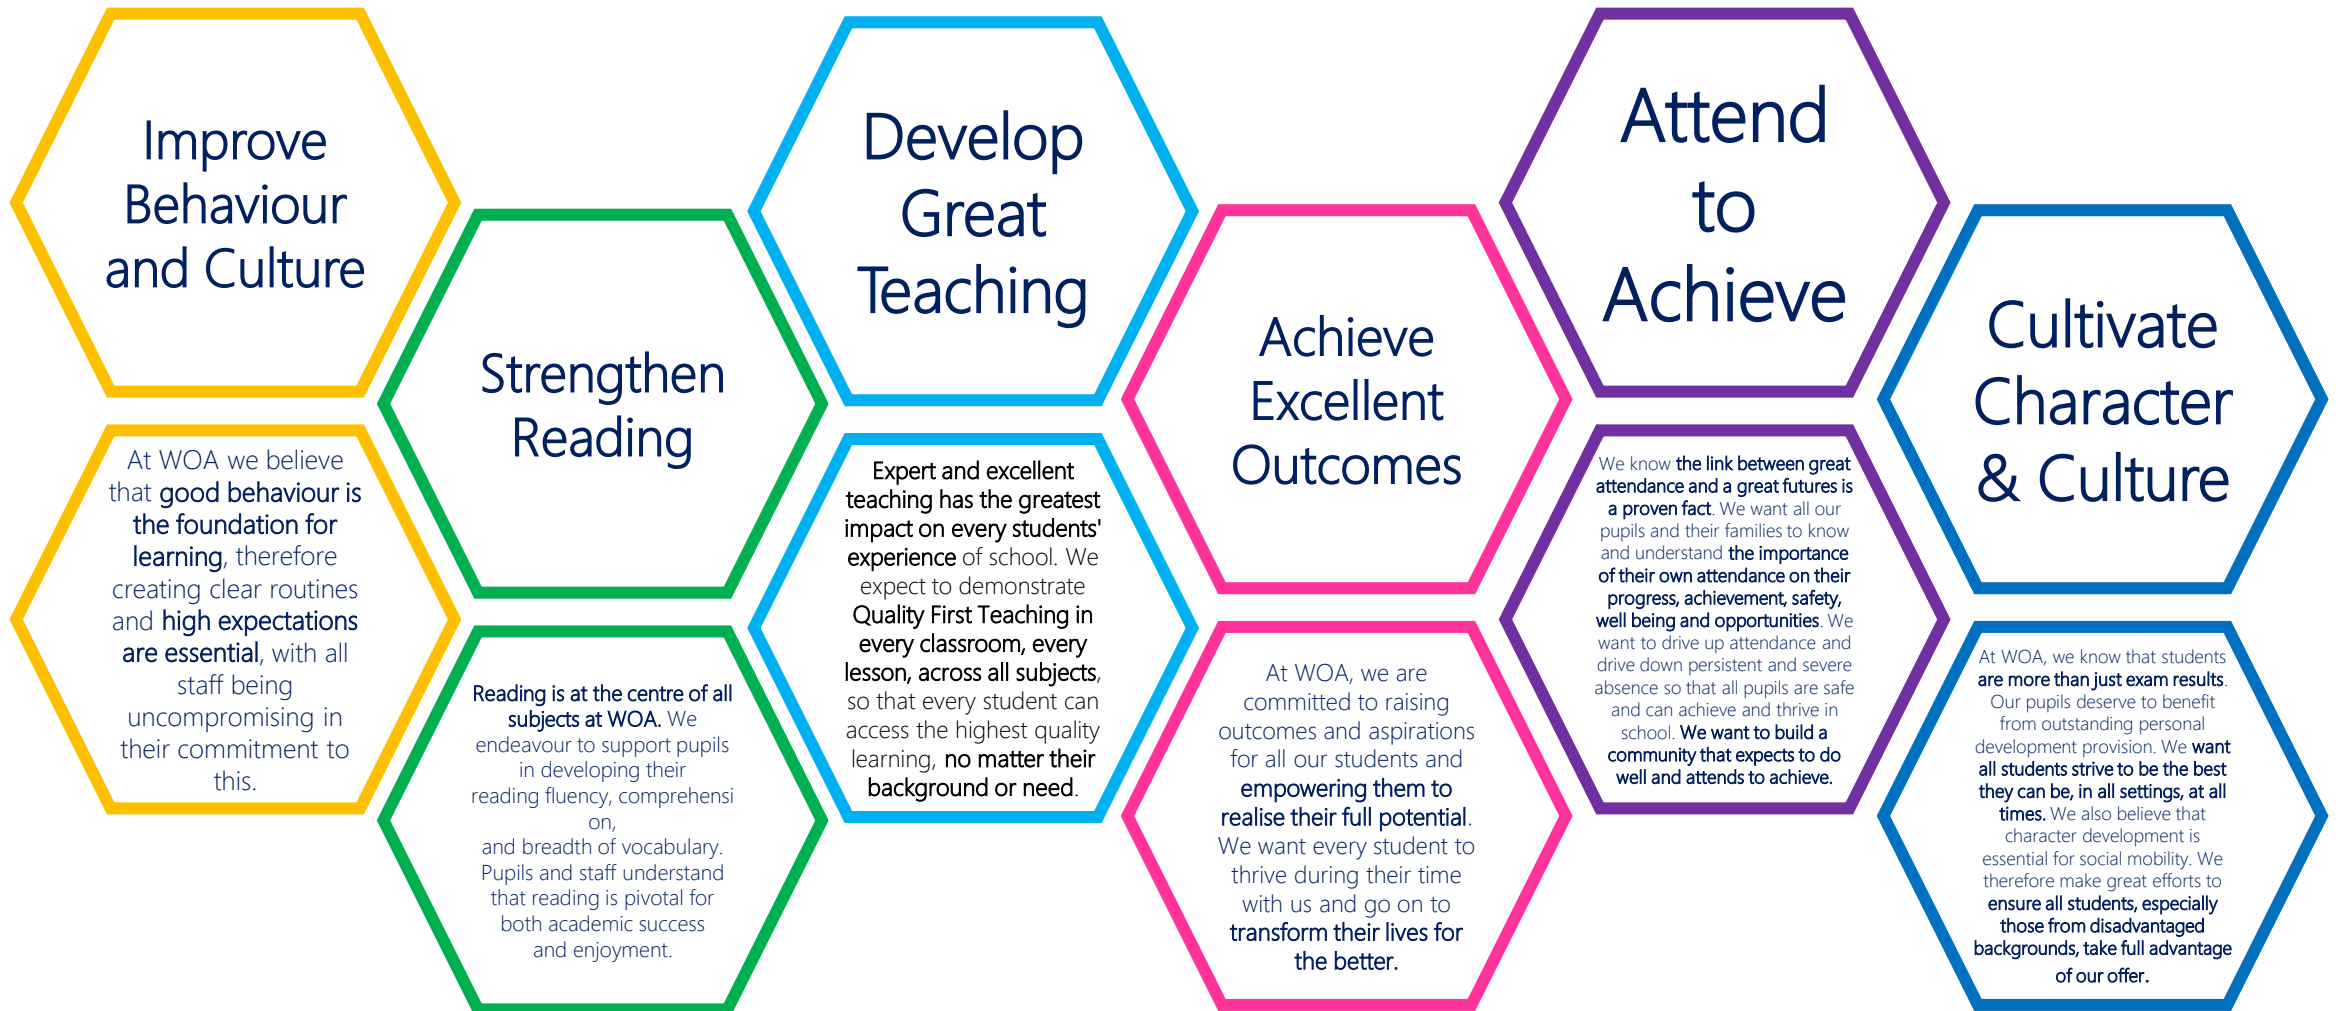 Improve
Behaviour
and Culture
At WOA we believe
that good behaviour is
the foundation for
learning, therefore
creating clear routines
and high expectations
are essential, with all
staff being
uncompromising in
their commitment to
this.
Strengthen
Reading
Reading is at the centre of all
subjects at WOA. We
endeavour to support pupils
in developing their
reading fluency, comprehensi
on,
and breadth of vocabulary.
Pupils and staff understand
that reading is pivotal for
both academic success
and enjoyment.
Develop
Great
Teaching
Expert and excellent
teaching has the greatest
impact on every students'
experience of school. We
expect to demonstrate
Quality First Teaching in
every classroom, every
lesson, across all subjects,
so that every student can
access the highest quality
learning, no matter their
background or need.
Achieve
Excellent
Outcomes
At WOA, we are
committed to raising
outcomes and aspirations
for all our students and
empowering them to
realise their full potential.
We want every student to
thrive during their time
with us and go on to
transform their lives for
the better.
Attend
to
Achieve
We know the link between great
attendance and a great futures is
a proven fact. We want all our
pupils and their families to know
and understand the importance
of their own attendance on their
progress, achievement, safety,
well being and opportunities. We
want to drive up attendance and
drive down persistent and severe
absence so that all pupils are safe
and can achieve and thrive in
school. We want to build a
community that expects to do
well and attends to achieve.
Cultivate
Character
& Culture
At WOA, we know that students
are more than just exam results.
Our pupils deserve to benefit
from outstanding personal
development provision. We want
all students strive to be the best
they can be, in all settings, at all
times. We also believe that
character development is
essential for social mobility. We
therefore make great efforts to
ensure all students, especially
those from disadvantaged
backgrounds, take full advantage
of our offer.